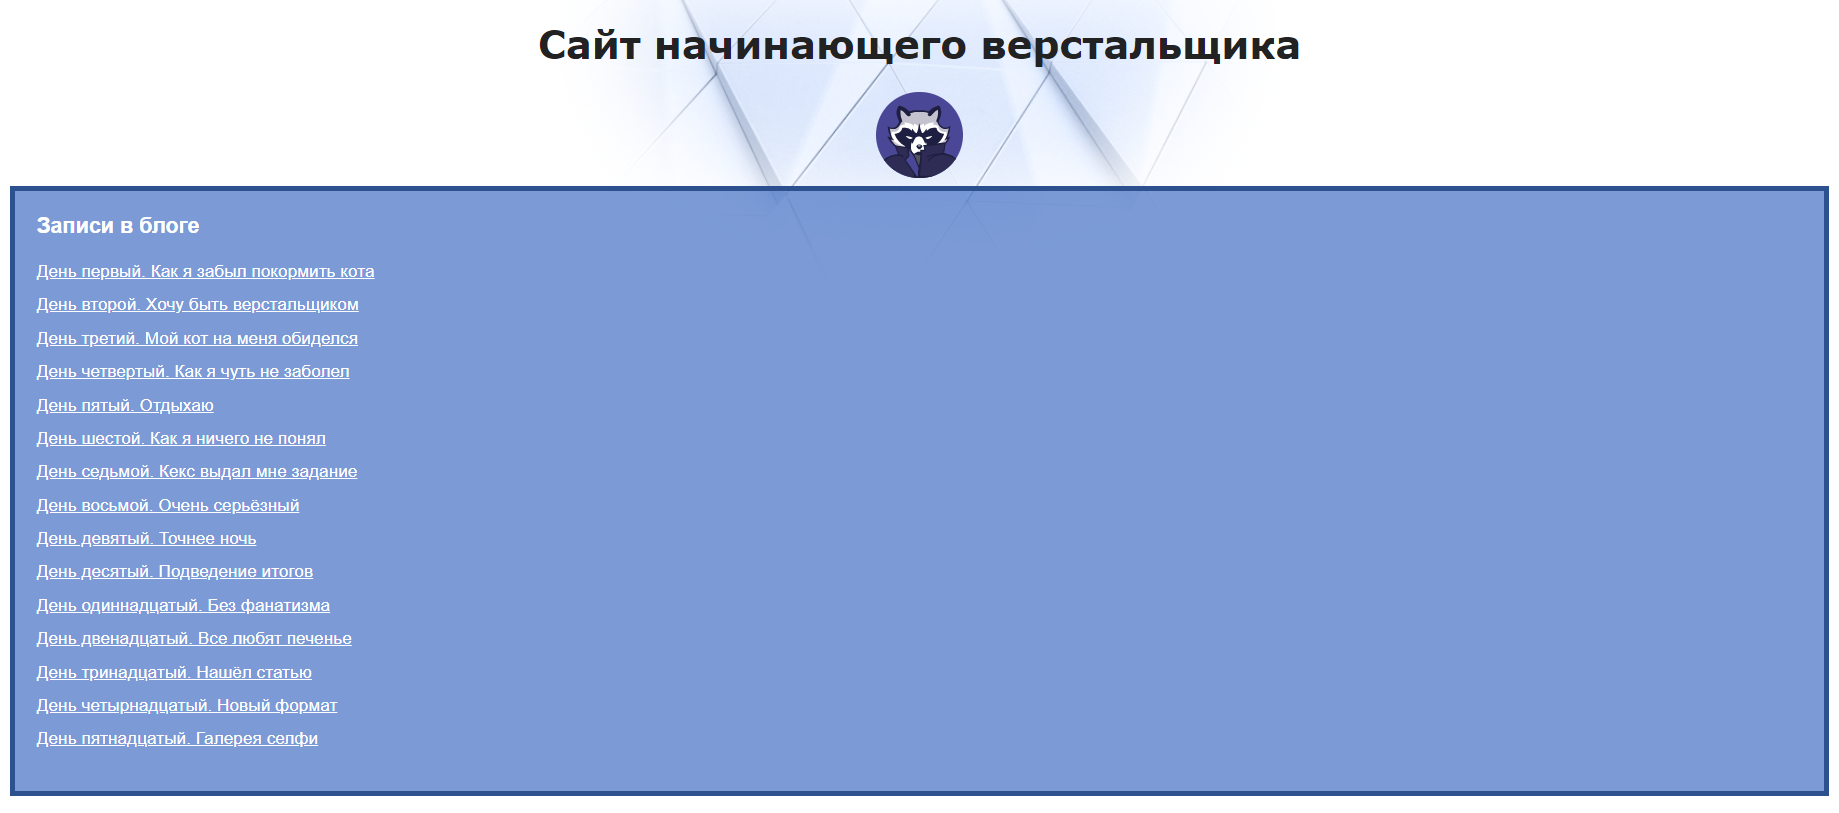 Сайт начинающего верстальщика
Записи в блоге
День первый. Как я забыл покормить кота
День второй. Хочу быть верстальщиком
День третий. Мой кот на меня обиделся
День четвертый. Как я чуть не заболел
День пятый. Отдыхаю
День шестой. Как я ничего не понял
День седьмой. Кекс выдал мне задание
День восьмой. Очень серьёзный
День девятый. Точнее ночь
День десятый. Подведение итогов
День одиннадцатый. Без фанатизма
День двенадцатый. Все любят печенье
День тринадцатый. Нашёл статью
День четырнадцатый. Новый формат
День пятнадцатый. Галерея селфи